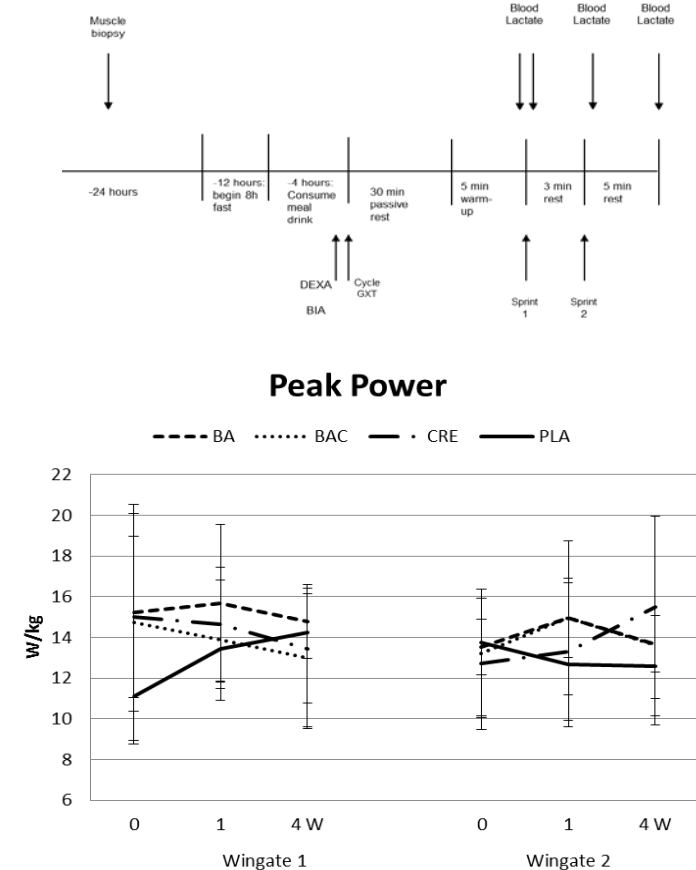 Muscle
biopsy
Blood
Lactate
Blood
Lactate
Blood
Lactate
-24 hours
-12 hours:
begin 8h
fast
-4 hours:
Consume
meal
drink
30 min
passive
rest
5 min
warm-
up
3 min
rest
5 min
rest
DEXA
BIA
Cycle
GXT
Sprint
1
Sprint
2
Peak Power
BA BAC CRE PLA
22
20
18
16
14
12
10
8
6
W/kg
0 1 4 W 0 1 4 W
Wingate 1 Wingate 2